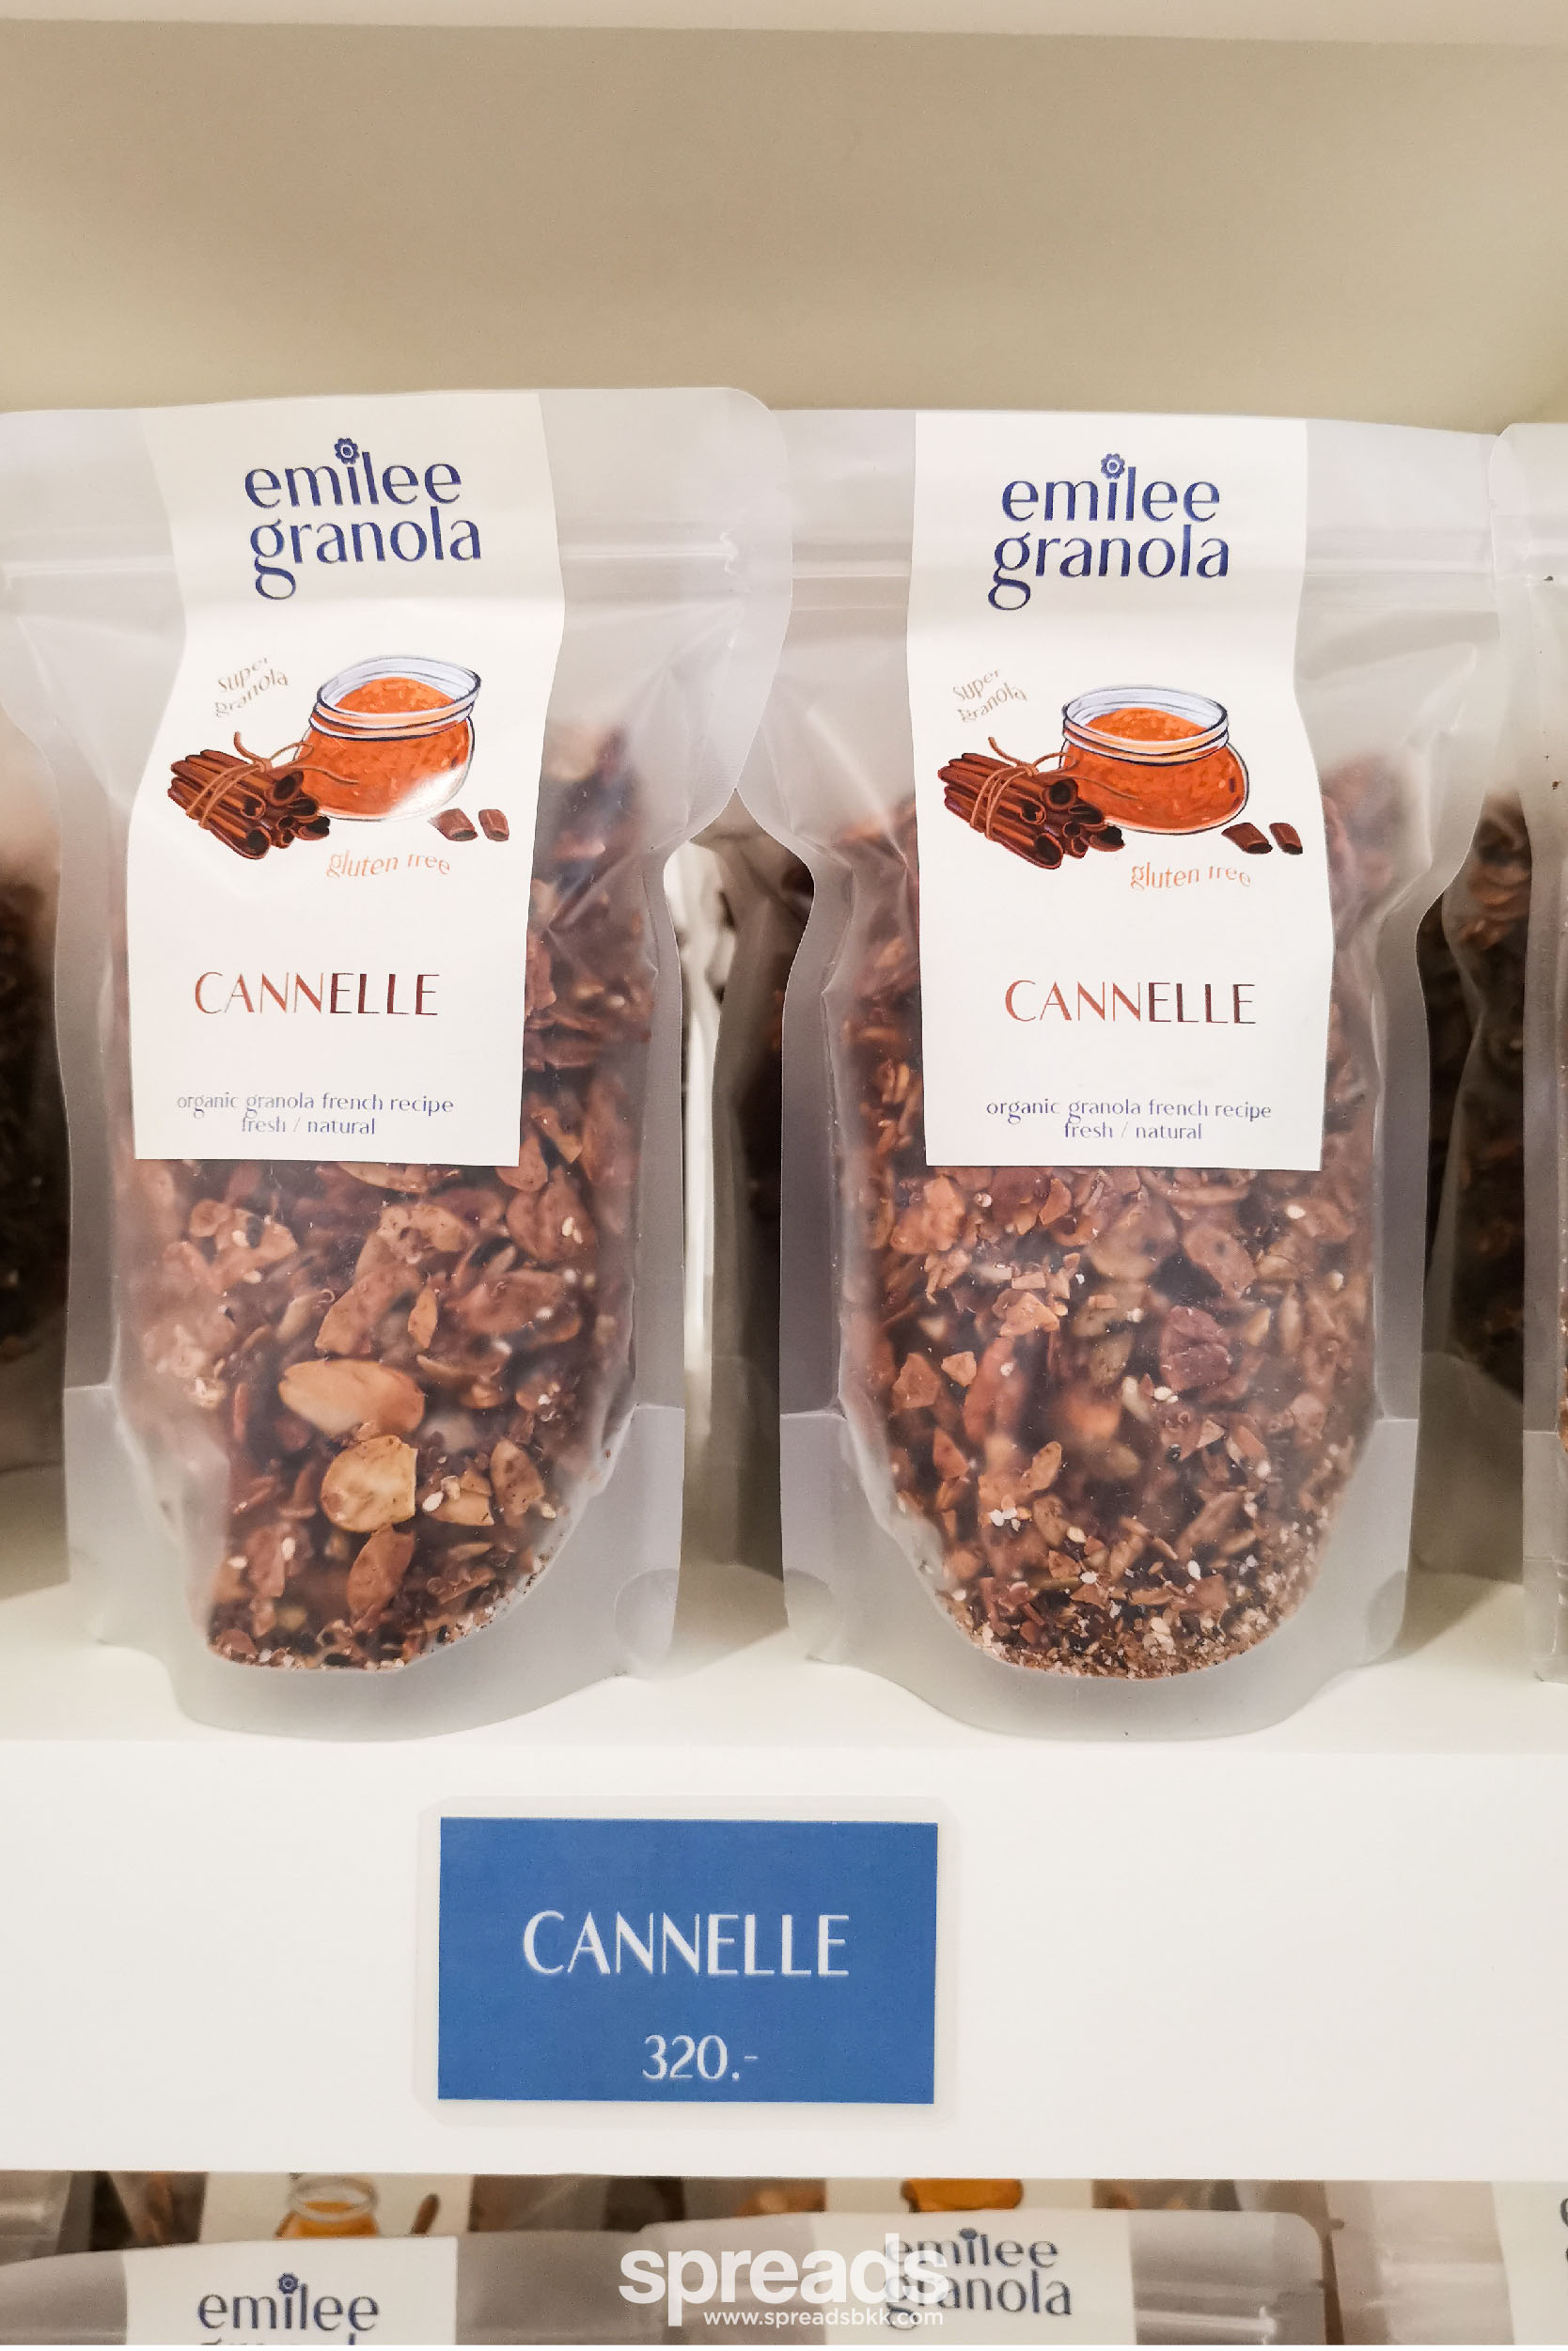 emilee
granola
super
granola
gluten free
CANNELLE
organic granola french recipe
fresh / natural
emilee
granola
super
granola
gluten free
CANNELLE
organic granola french recipe
fresh / natural
CANNELLE
320.-
emilee
granola
emilee
spreads
www.spreadsbkk.com